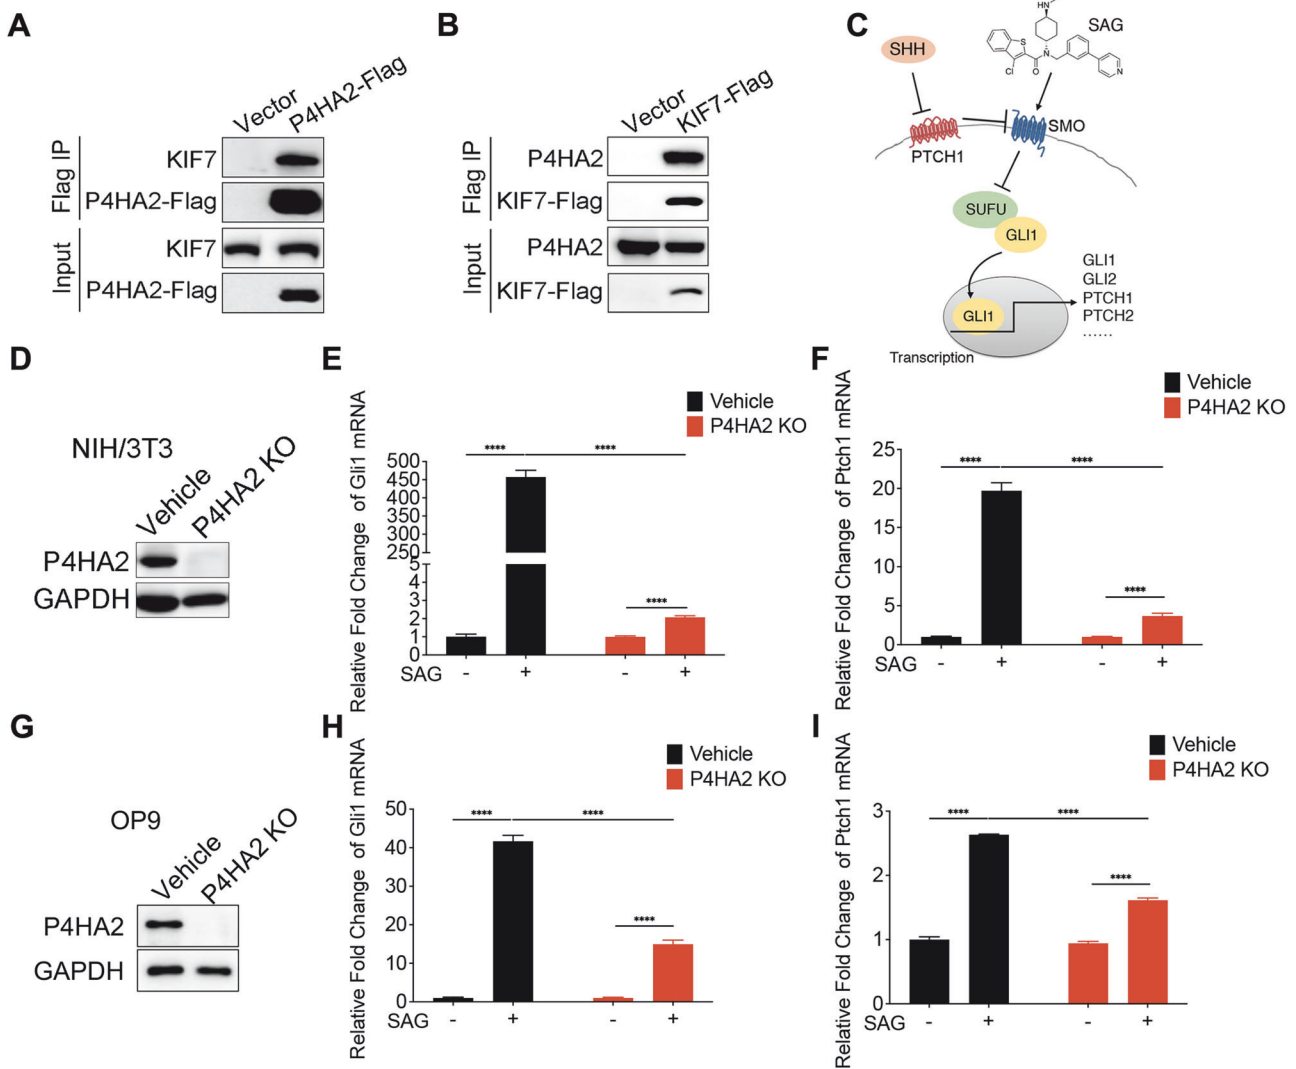 A
Vector
P4HA2-Flag
Flag IP
KIF7
P4HA2-Flag
Input
KIF7
P4HA2-Flag
B
Vector
KIF7-Flag
Flag IP
P4HA2
KIF7-Flag
Input
P4HA2
KIF7-Flag
C
SHH
HN
S
N
Cl
O
N
SAG
PTCH1
SMO
SUFU
GLI1
GLI1
GLI1
GLI2
PTCH1
PTCH2
......
Transcription
D
NIH/3T3
Vehicle
P4HA2 KO
P4HA2
GAPDH
E
Relative Fold Change of Gli1 mRNA
Vehicle
P4HA2 KO
500
450
400
350
300
250
5
4
3
2
1
0
****
****
****
SAG - + - +
F
Relative Fold Change of Ptch1 mRNA
Vehicle
P4HA2 KO
25
20
15
10
5
0
****
****
****
SAG - + - +
G
OP9
Vehicle
P4HA2 KO
P4HA2
GAPDH
H
Relative Fold Change of Gli1 mRNA
Vehicle
P4HA2 KO
50
40
30
20
10
0
****
****
****
SAG - + - +
I
Relative Fold Change of Ptch1 mRNA
Vehicle
P4HA2 KO
3
2
1
0
****
****
****
SAG - + - +